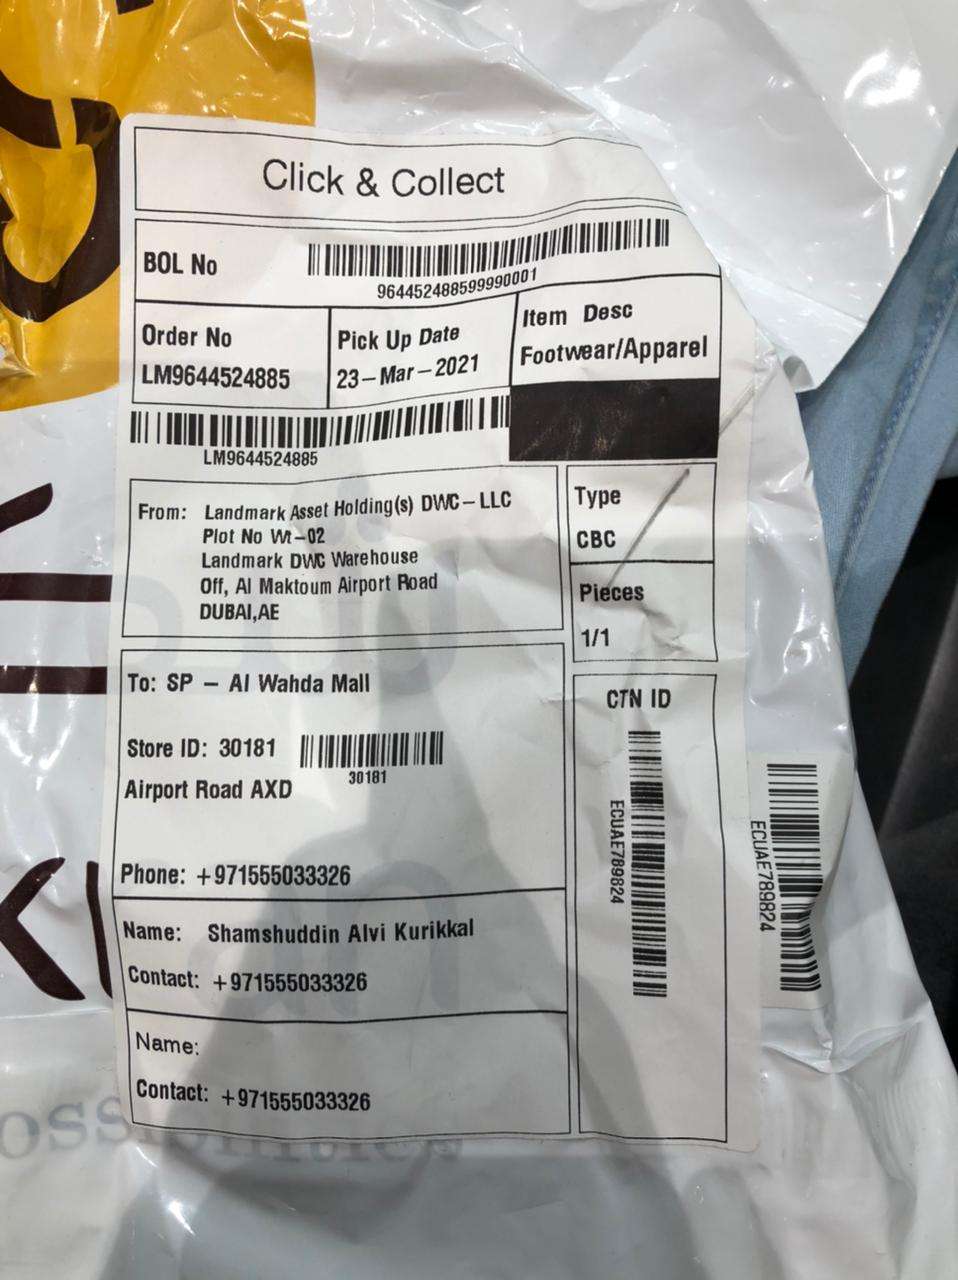 Click & Collect
BOL No
964452488599990001
Order No
LM9644524885
Pick Up Date
23-Mar-2021
Item Desc
Footwear/Apparel
LM9644524885
From: Landmark Asset Holding(s) DWC-LLC
Plot No Wt-02
Landmark DWC Warehouse
Off, Al Maktoum Airport Road
DUBAI,AE
Type
CBC
Pieces
1/1
To: SP - Al Wahda Mall
Store ID: 30181
30181
Airport Road AXD
Phone: +971555033326
Name: Shamshuddin Alvi Kurikkal
Contact: +971555033326
Name:
Contact: +971555033326
CTN ID
ECUAE789824
ECUAE789824